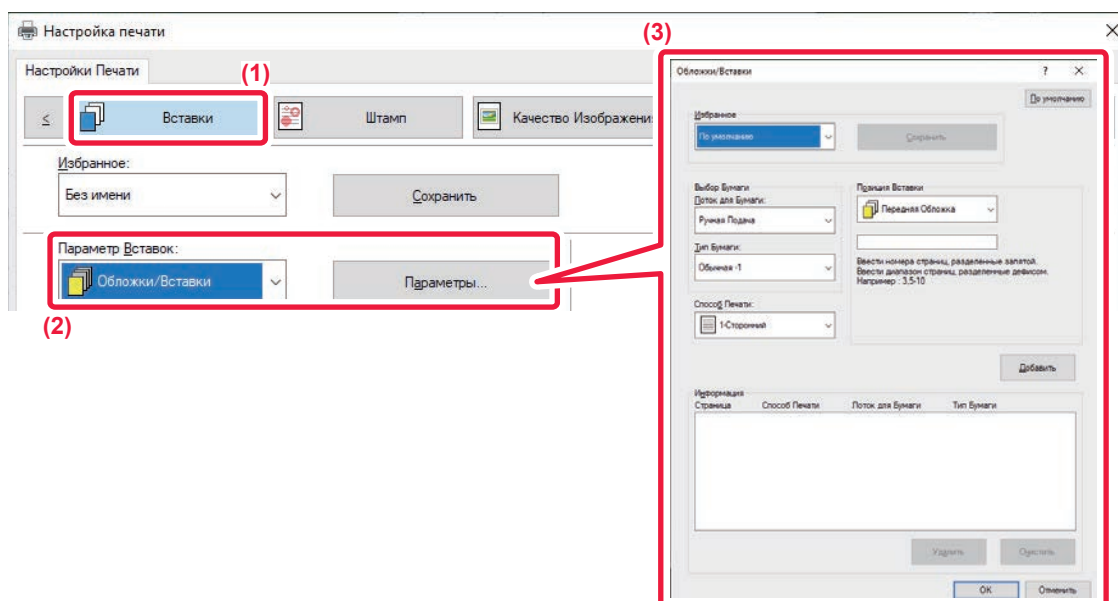 Настройка печати
Настройки Печати
(1)
≤
Вставки
Штамп
Качество Изображени
Избранное:
Без имени
Сохранить
Параметр Вставок:
Обложки/Вставки
Параметры...
(2)
(3)
Обложки/Вставки
?
По умолчанию
Избранное
По умолчанию
Сохранить
Выбор Бумаги
Лоток для Бумаги:
Ручная Подача
Тип Бумаги:
Обычная -1
Способ Печати:
1-Сторонний
Позиция Вставки
Передняя Обложка
Ввести номера страниц, разделенные запятой.
Ввести диапазон страниц, разделенные дефисом.
Например : 3,5-10
Добавить
Информация
Страница Способ Печати Лоток для Бумаги Тип Бумаги
Удалить
Очистить
OK
Отменить